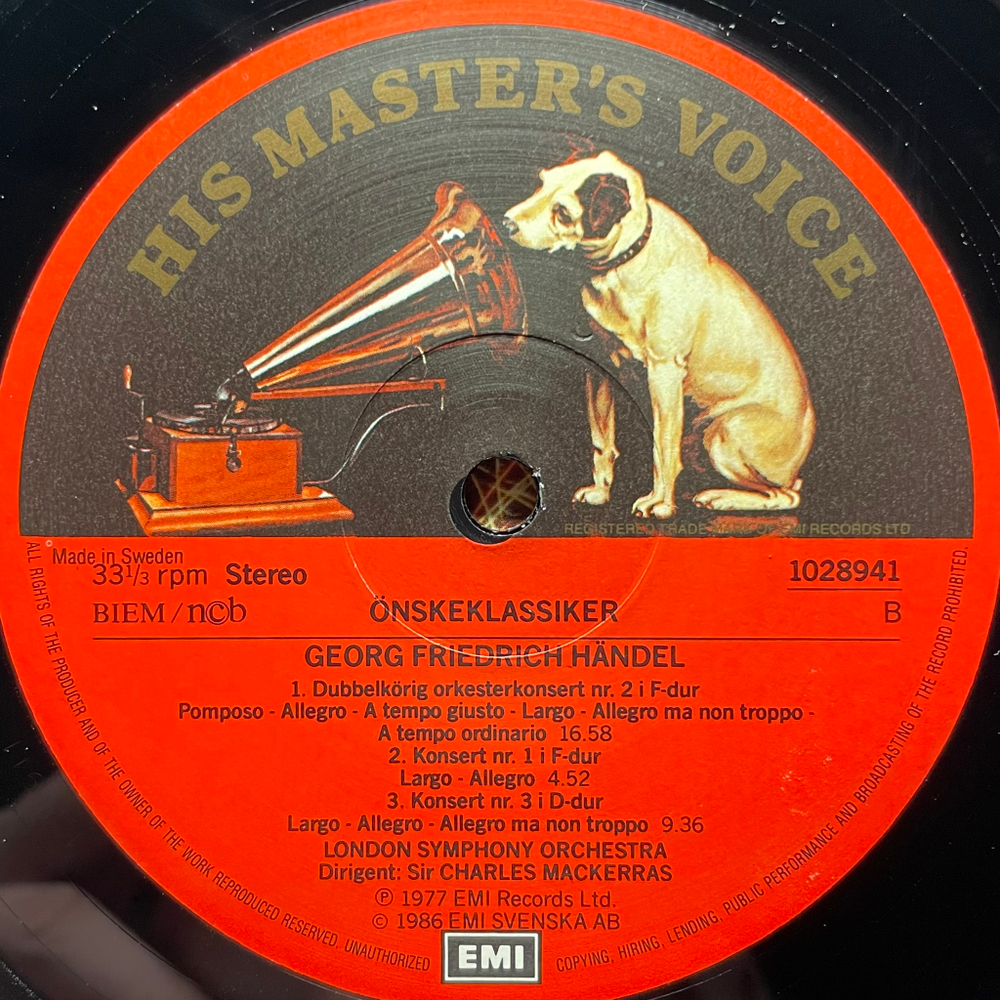 HIS MASTER'S VOICE
REGISTERED TRADE MARK OF EMI RECORDS LTD
Made in Sweden
33 1/3 rpm Stereo
1028941
BIEM / n©b
ÖNSKEKLASSIKER
B
GEORG FRIEDRICH HÄNDEL
1. Dubbelkörig orkesterkonsert nr. 2 i F-dur
Pomposo - Allegro - A tempo giusto - Largo - Allegro ma non troppo -
A tempo ordinario 16.58
2. Konsert nr. 1 i F-dur
Largo - Allegro 4.52
3. Konsert nr. 3 i D-dur
Largo - Allegro - Allegro ma non troppo 9.36
LONDON SYMPHONY ORCHESTRA
Dirigent: Sir CHARLES MACKERRAS
℗ 1977 EMI Records Ltd.
© 1986 EMI SVENSKA AB
EMI
ALL RIGHTS OF THE PRODUCER AND OF THE OWNER OF THE WORK REPRODUCED RESERVED. UNAUTHORIZED COPYING, HIRING, LENDING, PUBLIC PERFORMANCE AND BROADCASTING OF THE RECORD PROHIBITED.